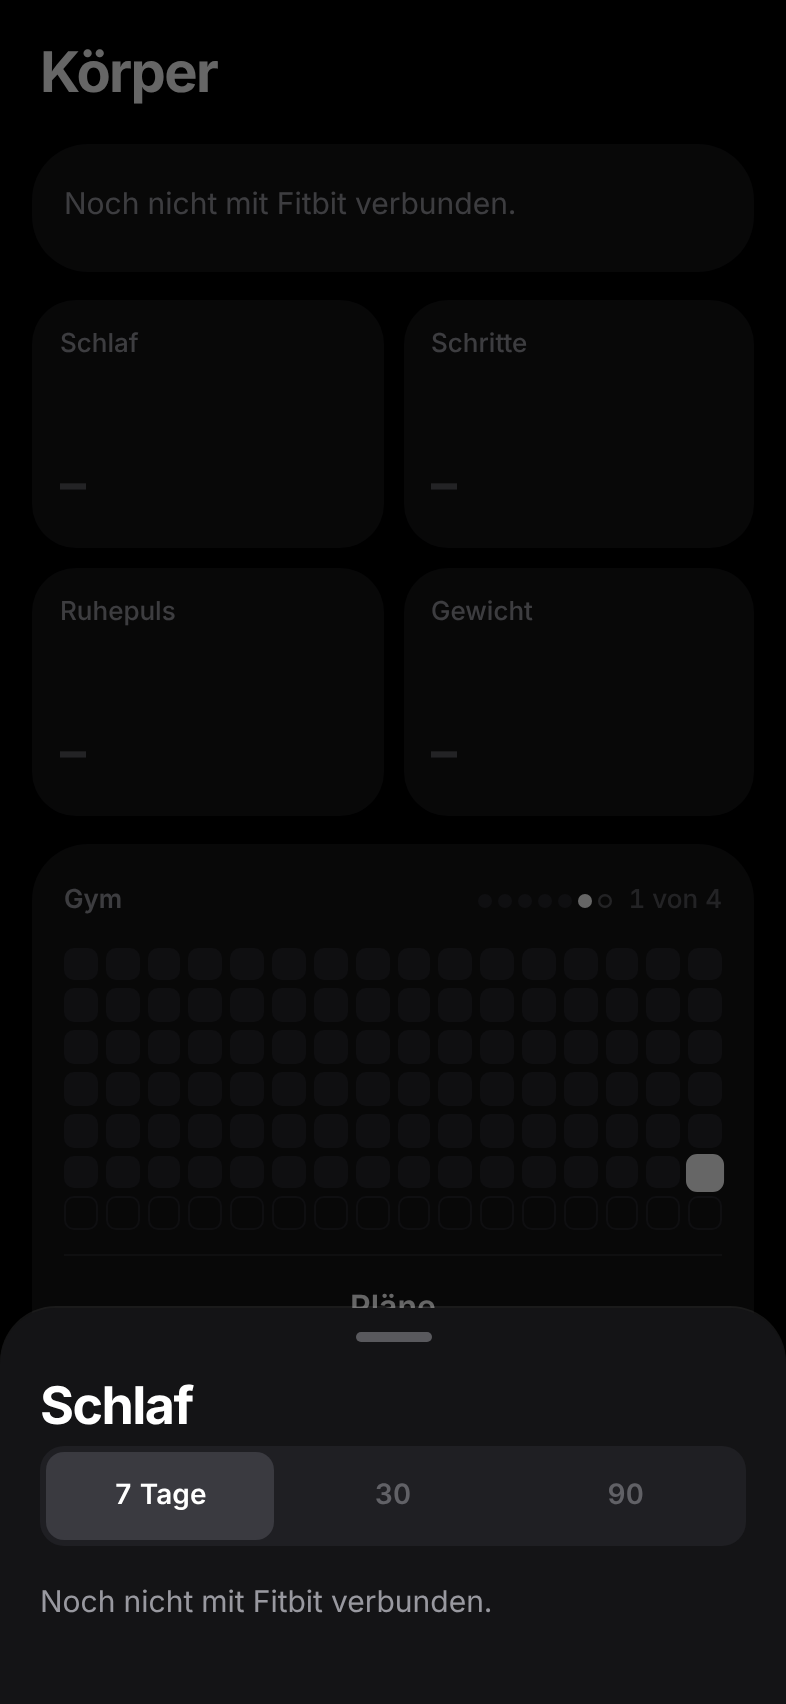 Körper
Noch nicht mit Fitbit verbunden.
Schlaf
Schritte
–
–
Ruhepuls
Gewicht
–
–
Gym
1 von 4
Pläne
Schlaf
7 Tage
30
90
Noch nicht mit Fitbit verbunden.